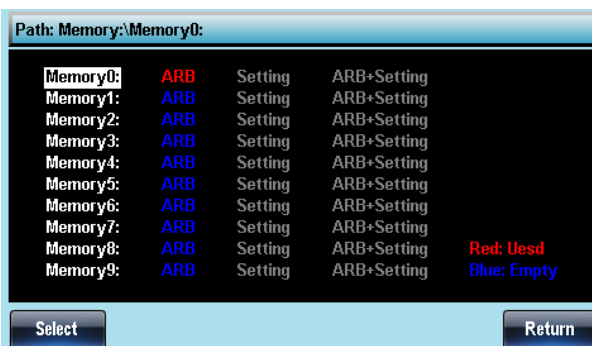 Path: Memory:\Memory0:
Memory0: ARB Setting ARB+Setting
Memory1: ARB Setting ARB+Setting
Memory2: ARB Setting ARB+Setting
Memory3: ARB Setting ARB+Setting
Memory4: ARB Setting ARB+Setting
Memory5: ARB Setting ARB+Setting
Memory6: ARB Setting ARB+Setting
Memory7: ARB Setting ARB+Setting
Memory8: ARB Setting ARB+Setting Red: Uesd
Memory9: ARB Setting ARB+Setting Blue: Empty
Select Return